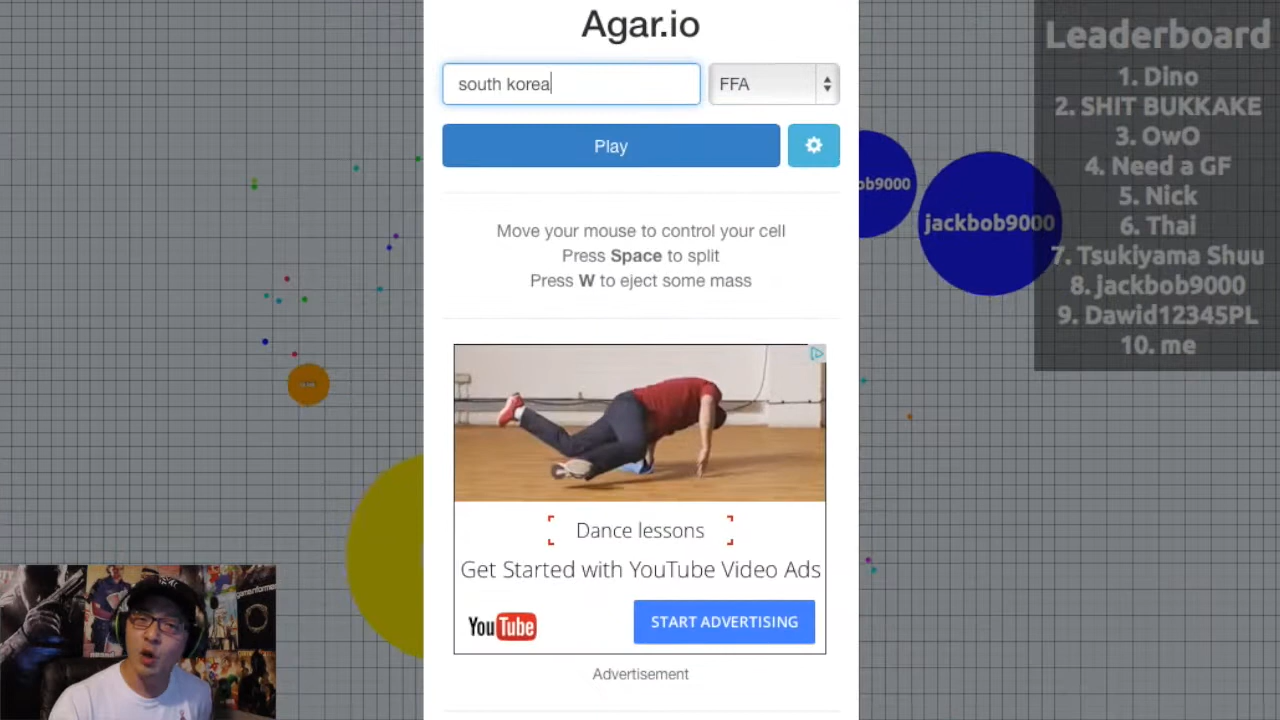 Agar.io
south korea
FFA
Play
Move your mouse to control your cell
Press Space to split
Press W to eject some mass
Dance lessons
Get Started with YouTube Video Ads
YouTube
START ADVERTISING
Advertisement
ob9000
jackbob9000
Leaderboard
1. Dino
2. SHIT BUKKAKE
3. OwO
4. Need a GF
5. Nick
6. Thai
7. Tsukiyama Shuu
8. jackbob9000
9. Dawid12345PL
10. me